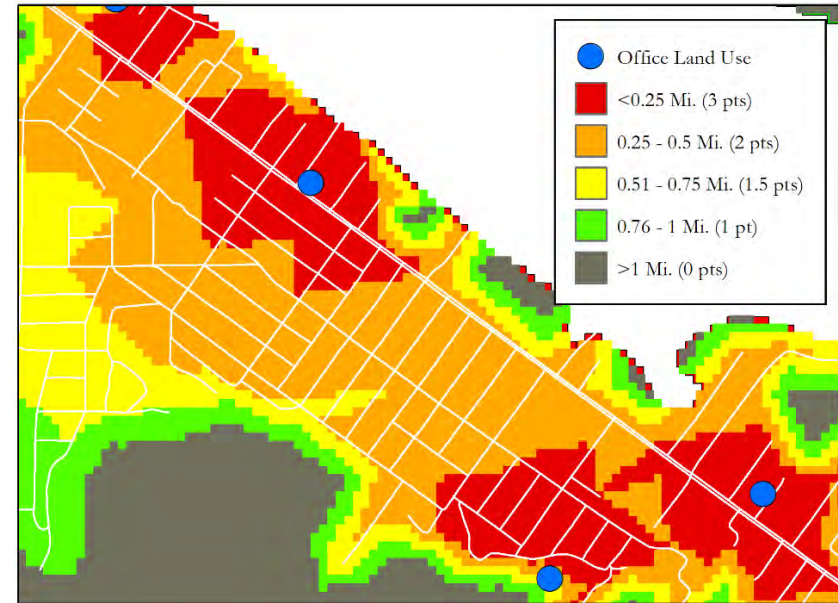 Office Land Use
<0.25 Mi. (3 pts)
0.25 - 0.5 Mi. (2 pts)
0.51 - 0.75 Mi. (1.5 pts)
0.76 - 1 Mi. (1 pt)
>1 Mi. (0 pts)